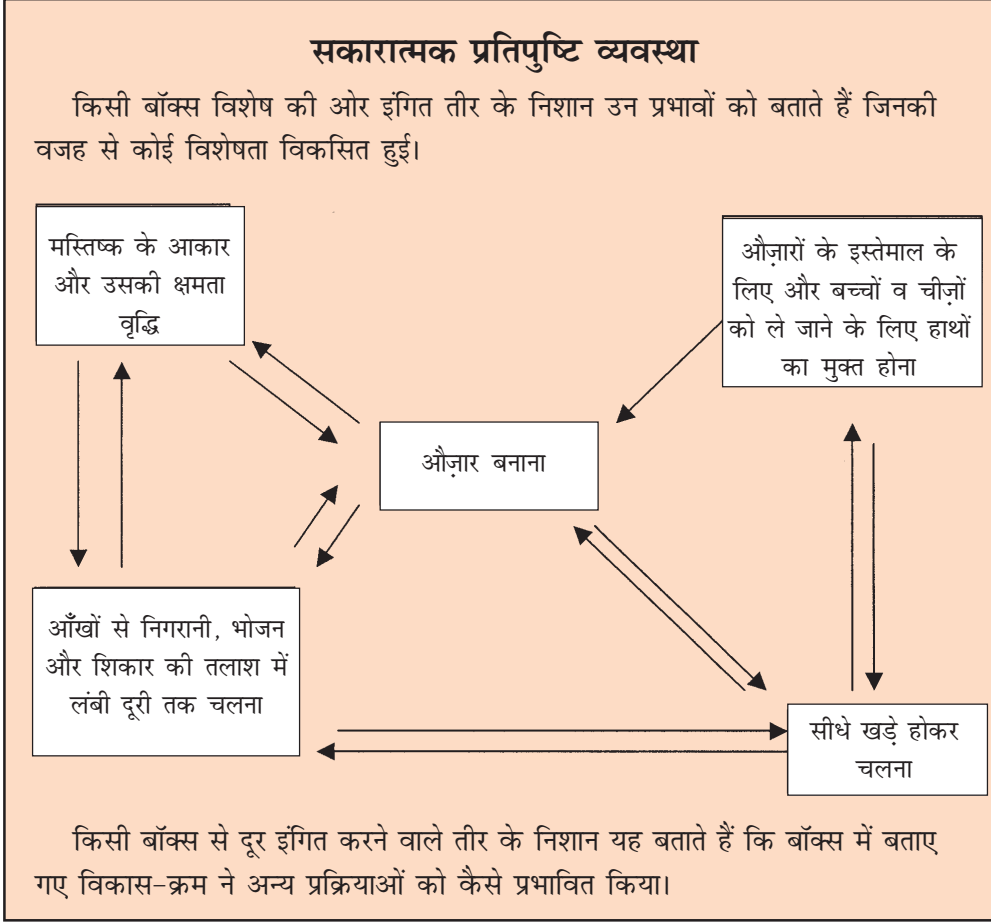 सकारात्मक प्रतिपुष्टि व्यवस्था
किसी बॉक्स विशेष की ओर इंगित तीर के निशान उन प्रभावों को बताते हैं जिनकी
वजह से कोई विशेषता विकसित हुई।
मस्तिष्क के आकार
और उसकी क्षमता
वृद्धि
औज़ारों के इस्तेमाल के
लिए और बच्चों व चीज़ों
को ले जाने के लिए हाथों
का मुक्त होना
औज़ार बनाना
आँखों से निगरानी, भोजन
और शिकार की तलाश में
लंबी दूरी तक चलना
सीधे खड़े होकर
चलना
किसी बॉक्स से दूर इंगित करने वाले तीर के निशान यह बताते हैं कि बॉक्स में बताए
गए विकास-क्रम ने अन्य प्रक्रियाओं को कैसे प्रभावित किया।